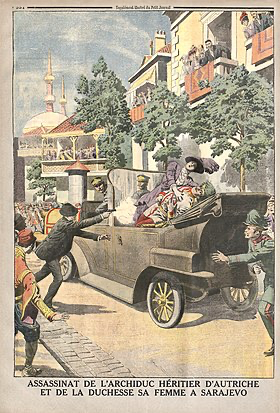 Supplément illustré du Petit Journal
ASSASSINAT DE L'ARCHIDUC HÉRITIER D'AUTRICHE
ET DE LA DUCHESSE SA FEMME A SARAJEVO